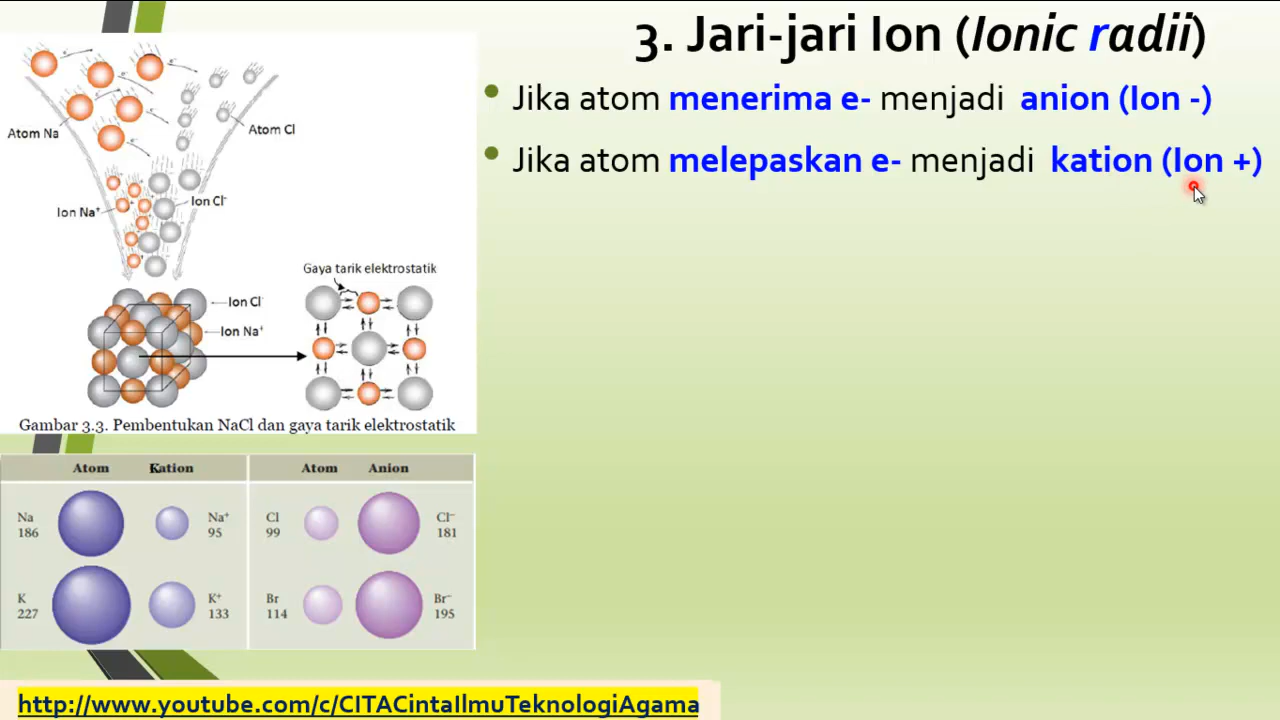 3. Jari-jari Ion (Ionic radii)
Jika atom menerima e- menjadi anion (Ion -)
Jika atom melepaskan e- menjadi kation (Ion +)
Atom Na
Atom Cl
Ion Na+
Ion Cl-
Gaya tarik elektrostatik
Ion Cl-
Ion Na+
Gambar 3.3. Pembentukan NaCl dan gaya tarik elektrostatik
Atom Kation Atom Anion
Na Na+ Cl Cl–
186 95 99 181
K K+ Br Br–
227 133 114 195
http://www.youtube.com/c/CITACintaIlmuTeknologiAgama